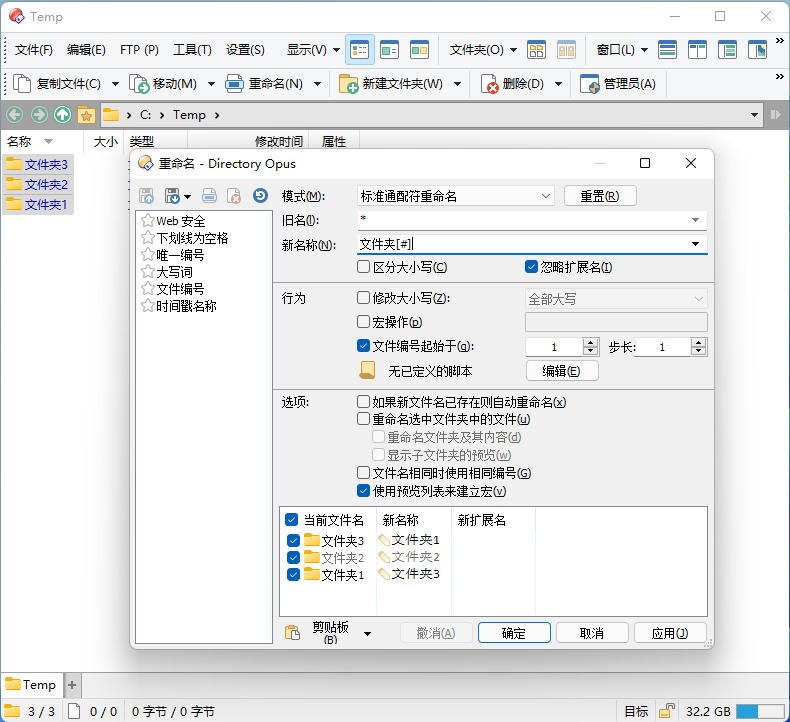 Temp
文件(F) 编辑(E) FTP (P) 工具(T) 设置(S) 显示(V) 文件夹(O) 窗口(L) »
复制文件(C) 移动(M) 重命名(N) 新建文件夹(W) 删除(D) 管理员(A) »
C: Temp
名称 大小 类型 修改时间 属性
文件夹3
文件夹2
文件夹1
重命名 - Directory Opus
Web 安全
下划线为空格
唯一编号
大写词
文件编号
时间戳名称
模式(M): 标准通配符重命名 重置(R)
旧名(I): *
新名称(N): 文件夹[#]
区分大小写(C) 忽略扩展名(I)
行为 修改大小写(Z): 全部大写
宏操作(p)
文件编号起始于(g): 1 步长: 1
无已定义的脚本 编辑(E)
选项: 如果新文件名已存在则自动重命名(x)
重命名选中文件夹中的文件(u)
重命名文件夹及其内容(d)
显示子文件夹的预览(w)
文件名相同时使用相同编号(G)
使用预览列表来建立宏(v)
当前文件名 新名称 新扩展名
文件夹3 文件夹1
文件夹2 文件夹2
文件夹1 文件夹3
剪贴板(B) 撤消(A) 确定 取消 应用(J)
Temp +
3 / 3 0 / 0 0 字节 / 0 字节 目标 32.2 GB